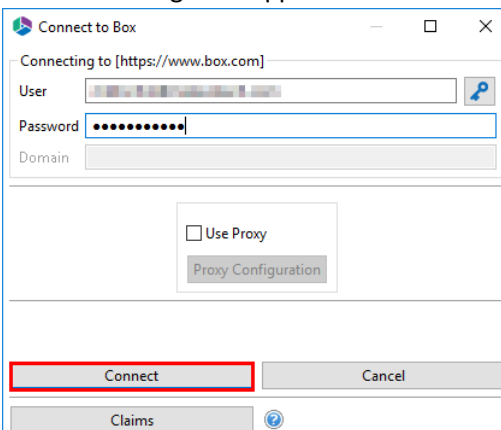 Connect to Box
Connecting to [https://www.box.com]
User
Password ●●●●●●●●●●●
Domain
Use Proxy
Proxy Configuration
Connect Cancel
Claims